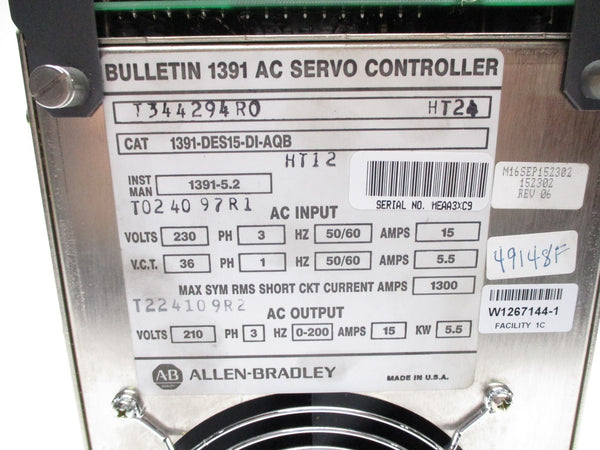 BULLETIN 1391 AC SERVO CONTROLLER
T344294R0 HT24
CAT 1391-DES15-DI-AQB
HT12
INST MAN 1391-5.2
SERIAL NO. MEAA3XC9
M16SEP152302
152302
REV 06
T024097R1
AC INPUT
VOLTS 230 PH 3 HZ 50/60 AMPS 15
V.C.T. 36 PH 1 HZ 50/60 AMPS 5.5
49148F
MAX SYM RMS SHORT CKT CURRENT AMPS 1300
T224109R2
AC OUTPUT
VOLTS 210 PH 3 HZ 0-200 AMPS 15 KW 5.5
W1267144-1
FACILITY 1C
AB ALLEN-BRADLEY
MADE IN U.S.A.